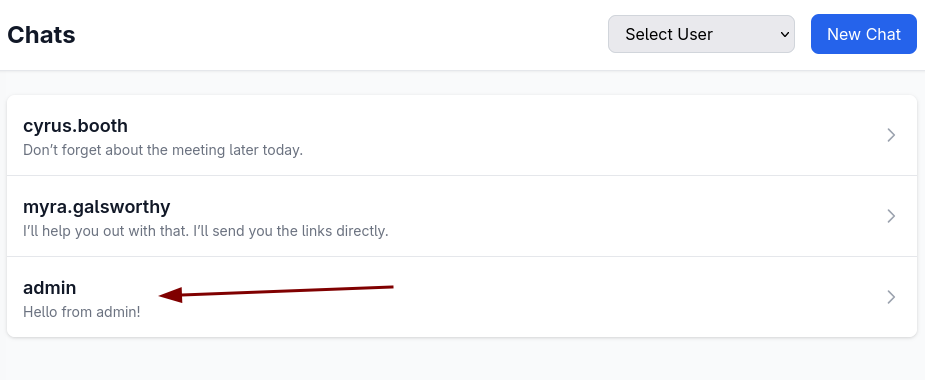 Chats
Select User
New Chat
cyrus.booth
Don’t forget about the meeting later today.
myra.galsworthy
I’ll help you out with that. I’ll send you the links directly.
admin
Hello from admin!